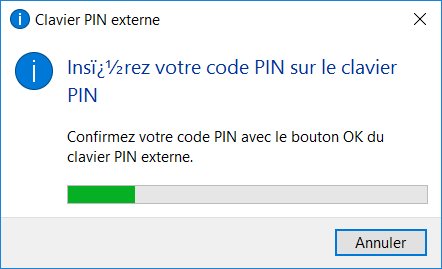 Clavier PIN externe
Insï¿½rez votre code PIN sur le clavier
PIN
Confirmez votre code PIN avec le bouton OK du
clavier PIN externe.
Annuler